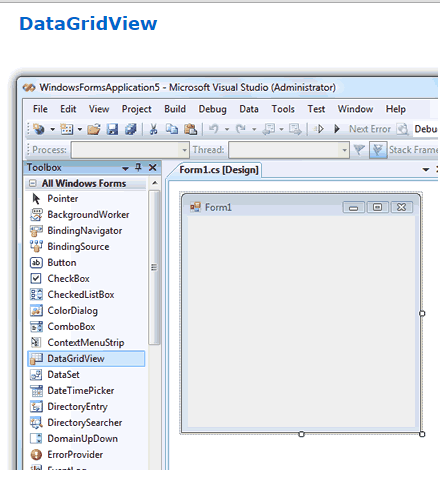 DataGridView
WindowsFormsApplication5 - Microsoft Visual Studio (Administrator)
File Edit View Project Build Debug Data Tools Test Window Help
Next Error Debu
Process: Thread: Stack Frame
Toolbox
Form1.cs [Design]
All Windows Forms
Pointer
Form1
BackgroundWorker
BindingNavigator
BindingSource
Button
CheckBox
CheckedListBox
ColorDialog
ComboBox
ContextMenuStrip
DataGridView
DataSet
DateTimePicker
DirectoryEntry
DirectorySearcher
DomainUpDown
ErrorProvider
EventLog